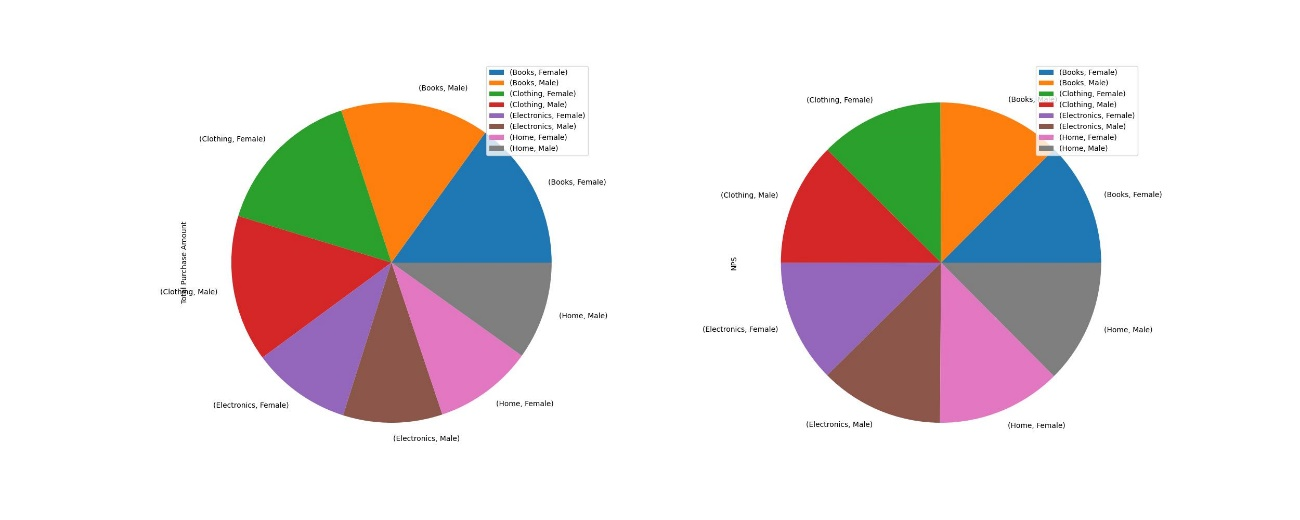 (Books, Female)
(Books, Male)
(Clothing, Female)
(Clothing, Male)
(Electronics, Female)
(Electronics, Male)
(Home, Female)
(Home, Male)
(Books, Male)
(Clothing, Female)
(Books, Female)
Total Purchase Amount
(Clothing, Male)
(Home, Male)
(Electronics, Female)
(Home, Female)
(Electronics, Male)
(Books, Female)
(Books, Male)
(Clothing, Female)
(Clothing, Male)
(Electronics, Female)
(Electronics, Male)
(Home, Female)
(Home, Male)
(Clothing, Female)
(Books,
(Clothing, Male)
(Books, Female)
NPS
(Electronics, Female)
(Home, Male)
(Electronics, Male)
(Home, Female)